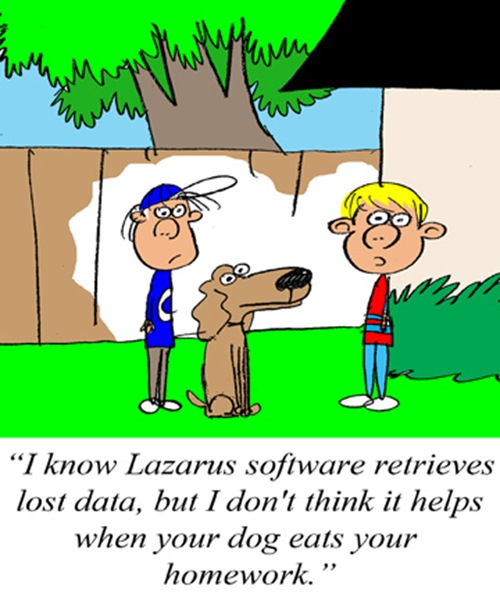 “I know Lazarus software retrieves
lost data, but I don't think it helps
when your dog eats your
homework.”